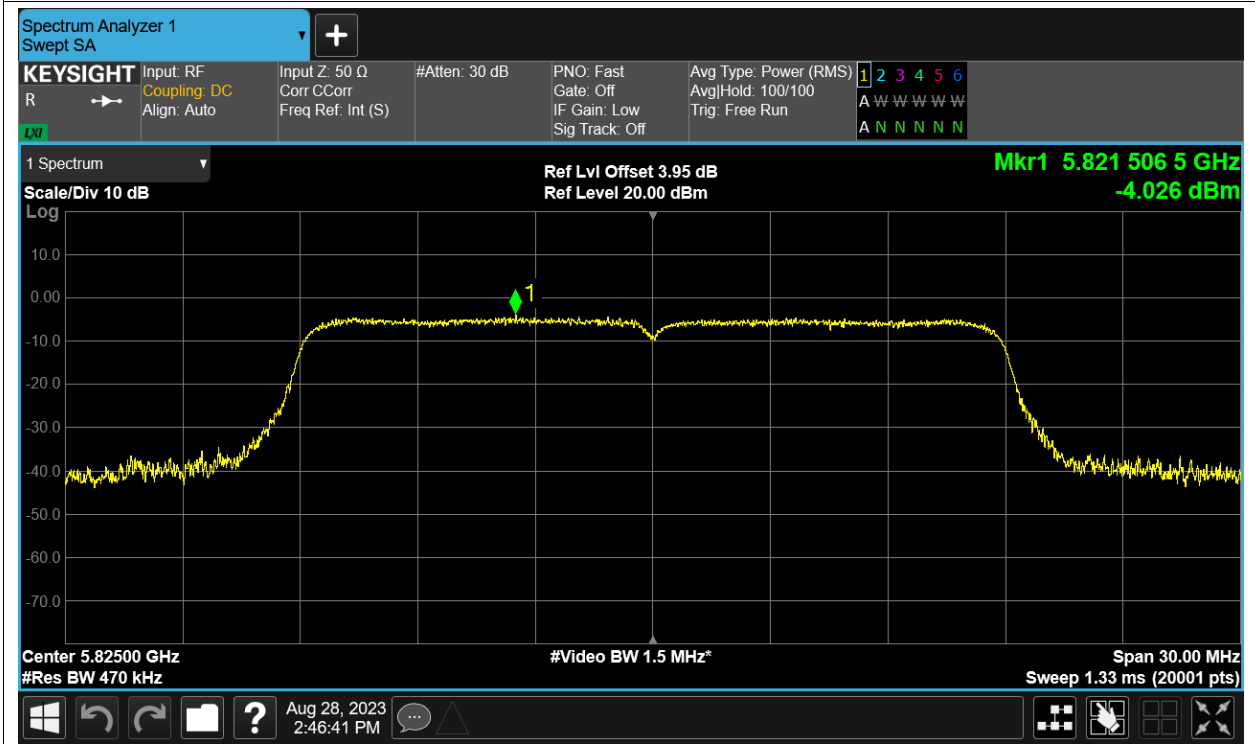 Spectrum Analyzer 1
Swept SA
KEYSIGHT
R
LXI
Input: RF
Coupling: DC
Align: Auto
Input Z: 50 Ω
Corr CCorr
Freq Ref: Int (S)
#Atten: 30 dB
PNO: Fast
Gate: Off
IF Gain: Low
Sig Track: Off
Avg Type: Power (RMS)
Avg|Hold: 100/100
Trig: Free Run
1 2 3 4 5 6
A W W W W W
A N N N N N
1 Spectrum
Scale/Div 10 dB
Log
Ref Lvl Offset 3.95 dB
Ref Level 20.00 dBm
Mkr1 5.821 506 5 GHz
-4.026 dBm
10.0
0.00
1
-10.0
-20.0
-30.0
-40.0
-50.0
-60.0
-70.0
Center 5.82500 GHz
#Video BW 1.5 MHz*
Span 30.00 MHz
#Res BW 470 kHz
Sweep 1.33 ms (20001 pts)
?
Aug 28, 2023
2:46:41 PM